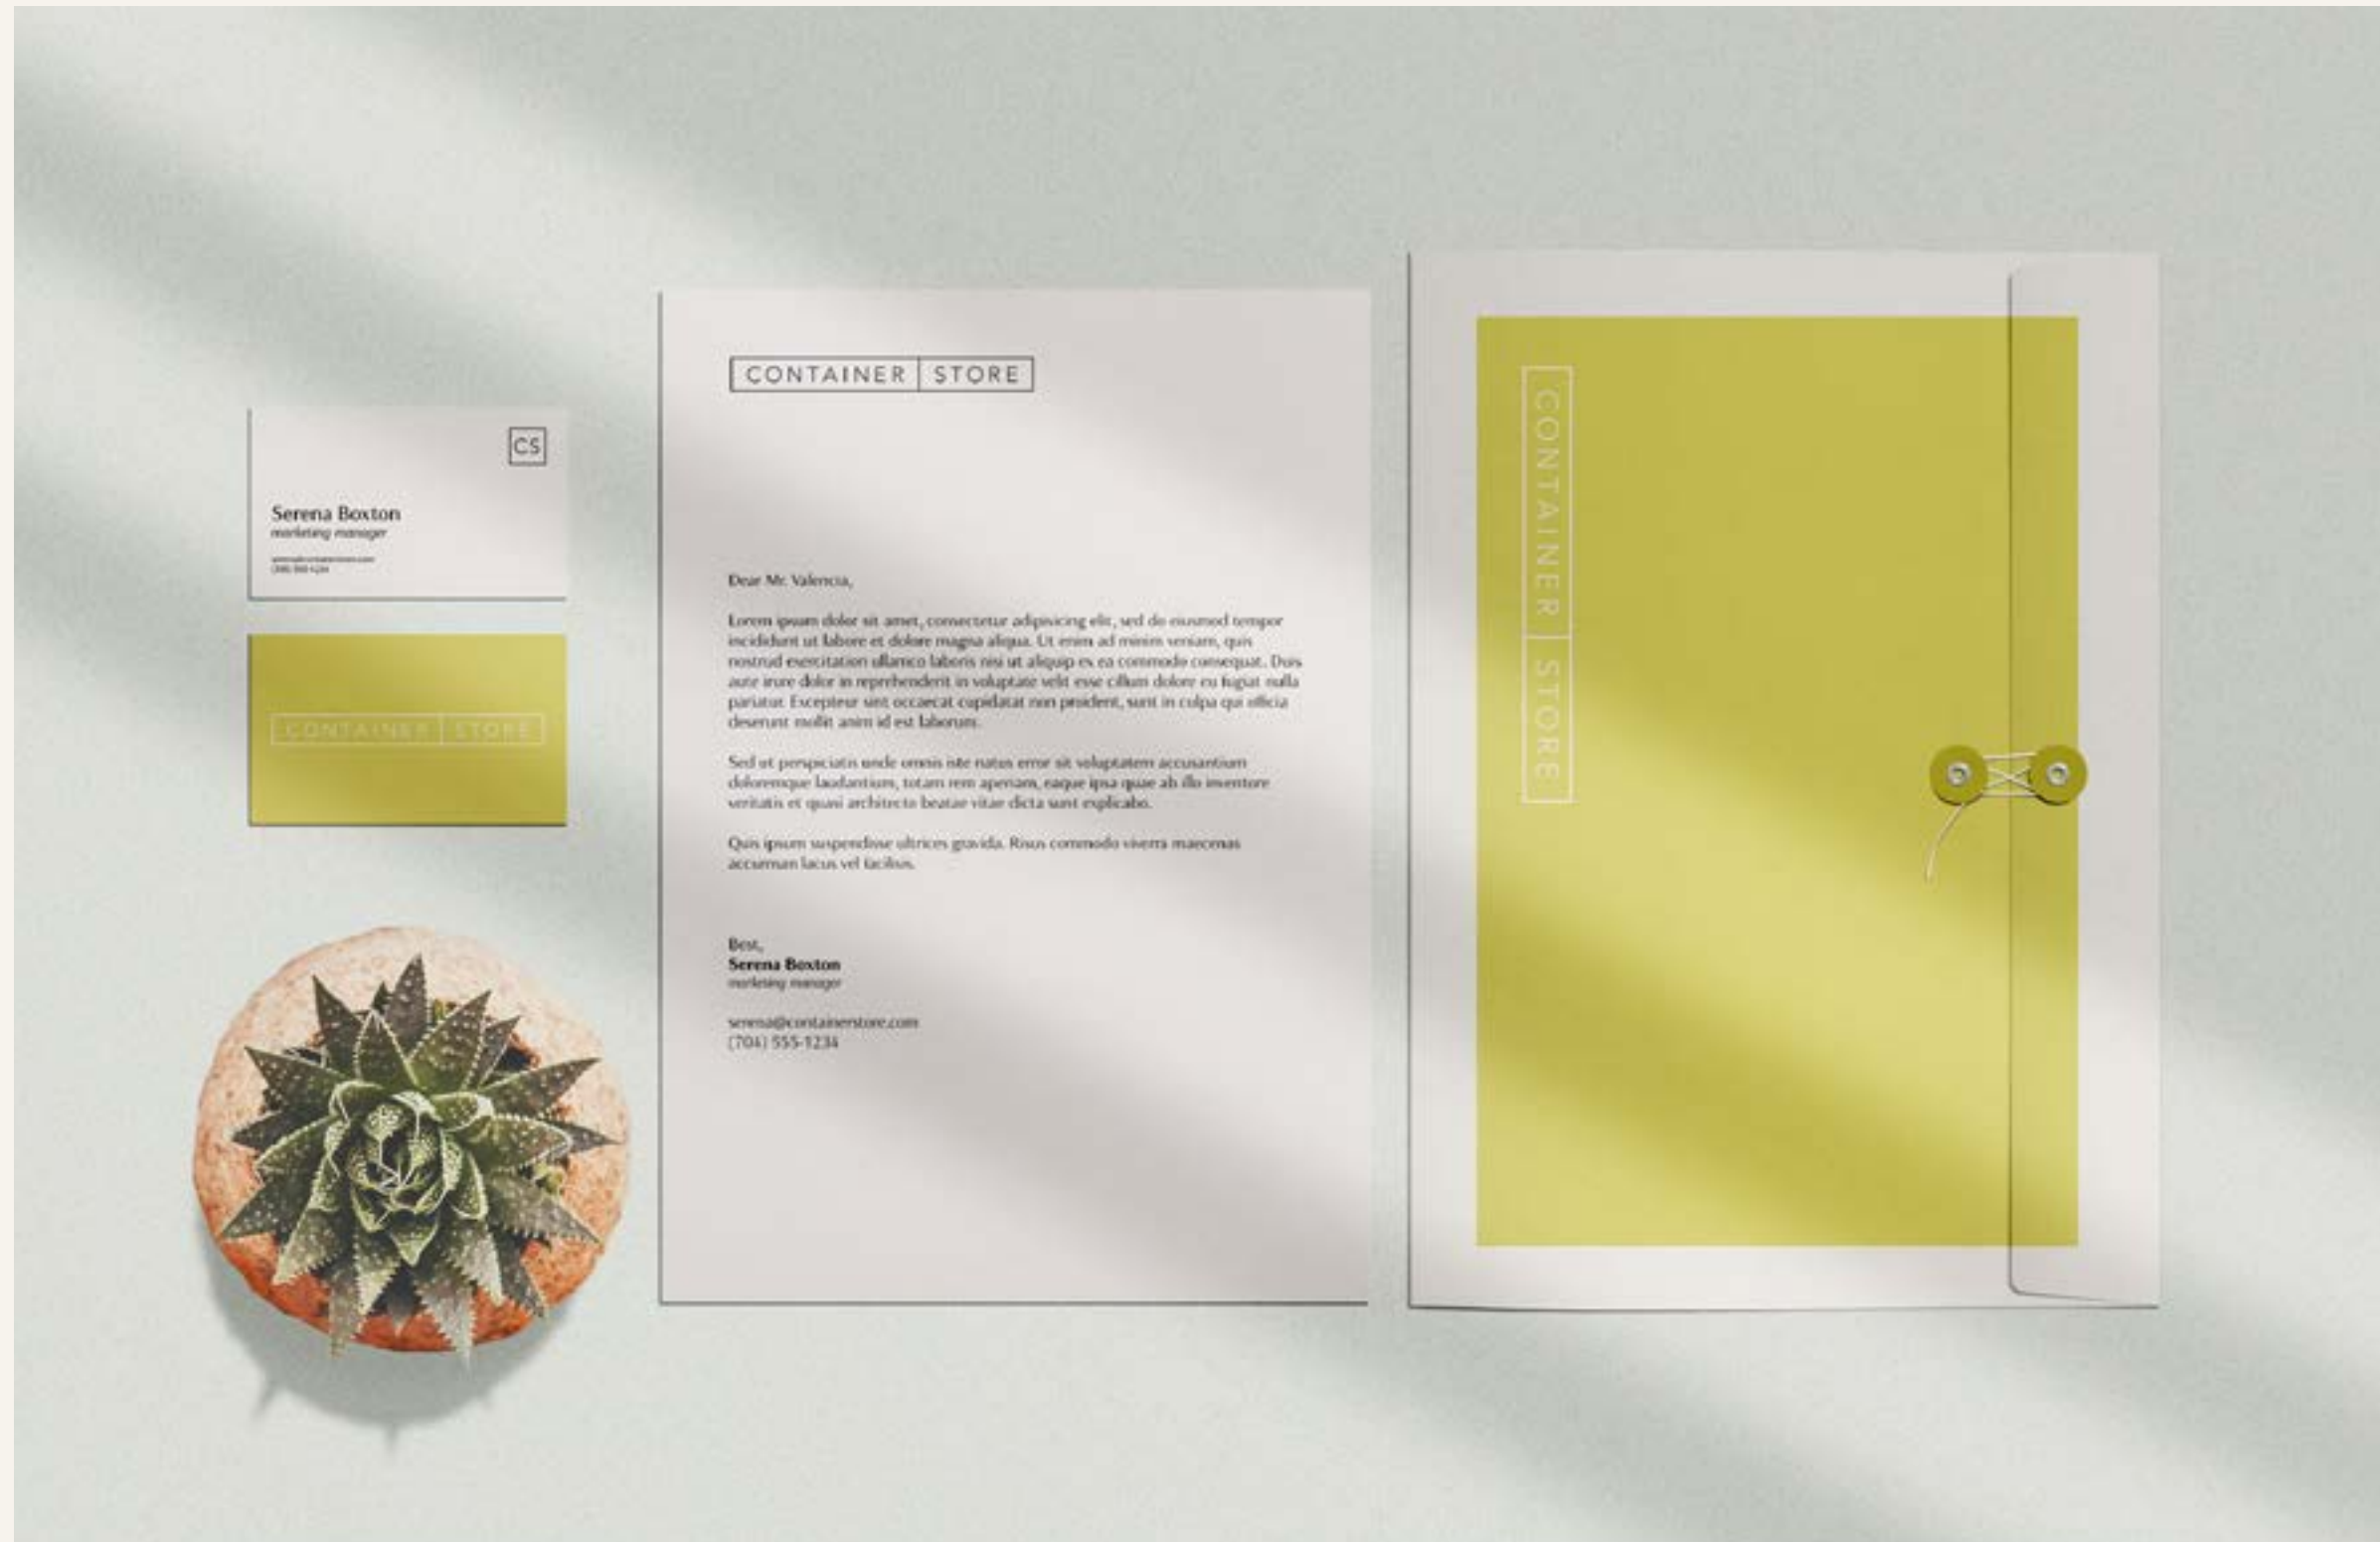 CS
Serena Boxton
marketing manager
CONTAINER STORE
CONTAINER STORE
Dear Mr. Valencia,
Lorem ipsum dolor sit amet, consectetur adipisicing elit, sed do eiusmod tempor
incididunt ut labore et dolore magna aliqua. Ut enim ad minim veniam, quis
nostrud exercitation ullamco laboris nisi ut aliquip ex ea commodo consequat. Duis
aute irure dolor in reprehenderit in voluptate velit esse cillum dolore eu fugiat nulla
pariatur. Excepteur sint occaecat cupidatat non proident, sunt in culpa qui officia
deserunt mollit anim id est laborum.
Sed ut perspiciatis unde omnis iste natus error sit voluptatem accusantium
doloremque laudantium, totam rem aperiam, eaque ipsa quae ab illo inventore
veritatis et quasi architecto beatae vitae dicta sunt explicabo.
Quis ipsum suspendisse ultrices gravida. Risus commodo viverra maecenas
accumsan lacus vel facilisis.
Best,
Serena Boxton
marketing manager
serena@containerstore.com
(704) 555-1234
CONTAINER STORE